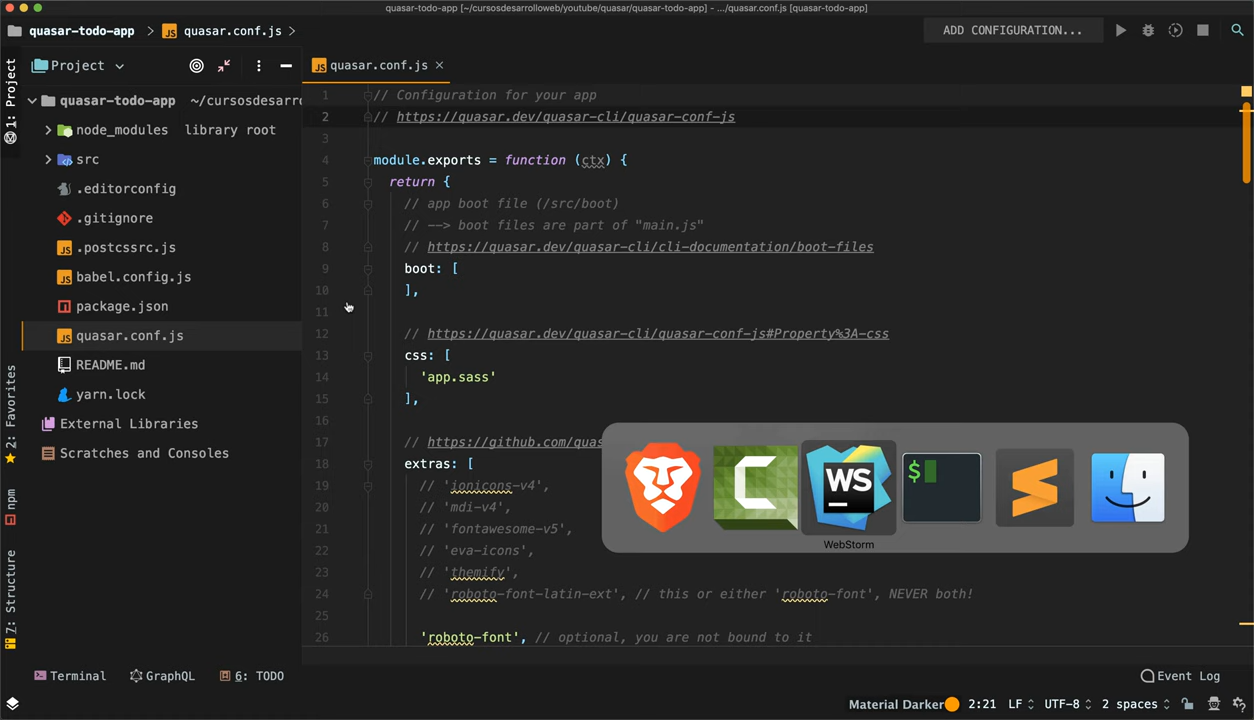 quasar-todo-app [~/cursosdesarrolloweb/youtube/quasar/quasar-todo-app] - .../quasar.conf.js [quasar-todo-app]
quasar-todo-app > quasar.conf.js >
ADD CONFIGURATION...
1: Project
2: Favorites
npm
7: Structure
Project
quasar-todo-app ~/cursosdesarro
node_modules library root
src
.editorconfig
.gitignore
.postcssrc.js
babel.config.js
package.json
quasar.conf.js
README.md
yarn.lock
External Libraries
Scratches and Consoles
quasar.conf.js ×
1 // Configuration for your app
2 // https://quasar.dev/quasar-cli/quasar-conf-js
3
4 module.exports = function (ctx) {
5 return {
6 // app boot file (/src/boot)
7 // --> boot files are part of "main.js"
8 // https://quasar.dev/quasar-cli/cli-documentation/boot-files
9 boot: [
10 ],
11
12 // https://quasar.dev/quasar-cli/quasar-conf-js#Property%3A-css
13 css: [
14 'app.sass'
15 ],
16
17 // https://github.com/quas
18 extras: [
19 // 'ionicons-v4',
20 // 'mdi-v4',
21 // 'fontawesome-v5',
22 // 'eva-icons',
23 // 'themify',
24 // 'roboto-font-latin-ext', // this or either 'roboto-font', NEVER both!
25
26 'roboto-font', // optional, you are not bound to it
WS
$
WebStorm
Terminal GraphQL 6: TODO Event Log
Material Darker 2:21 LF UTF-8 2 spaces